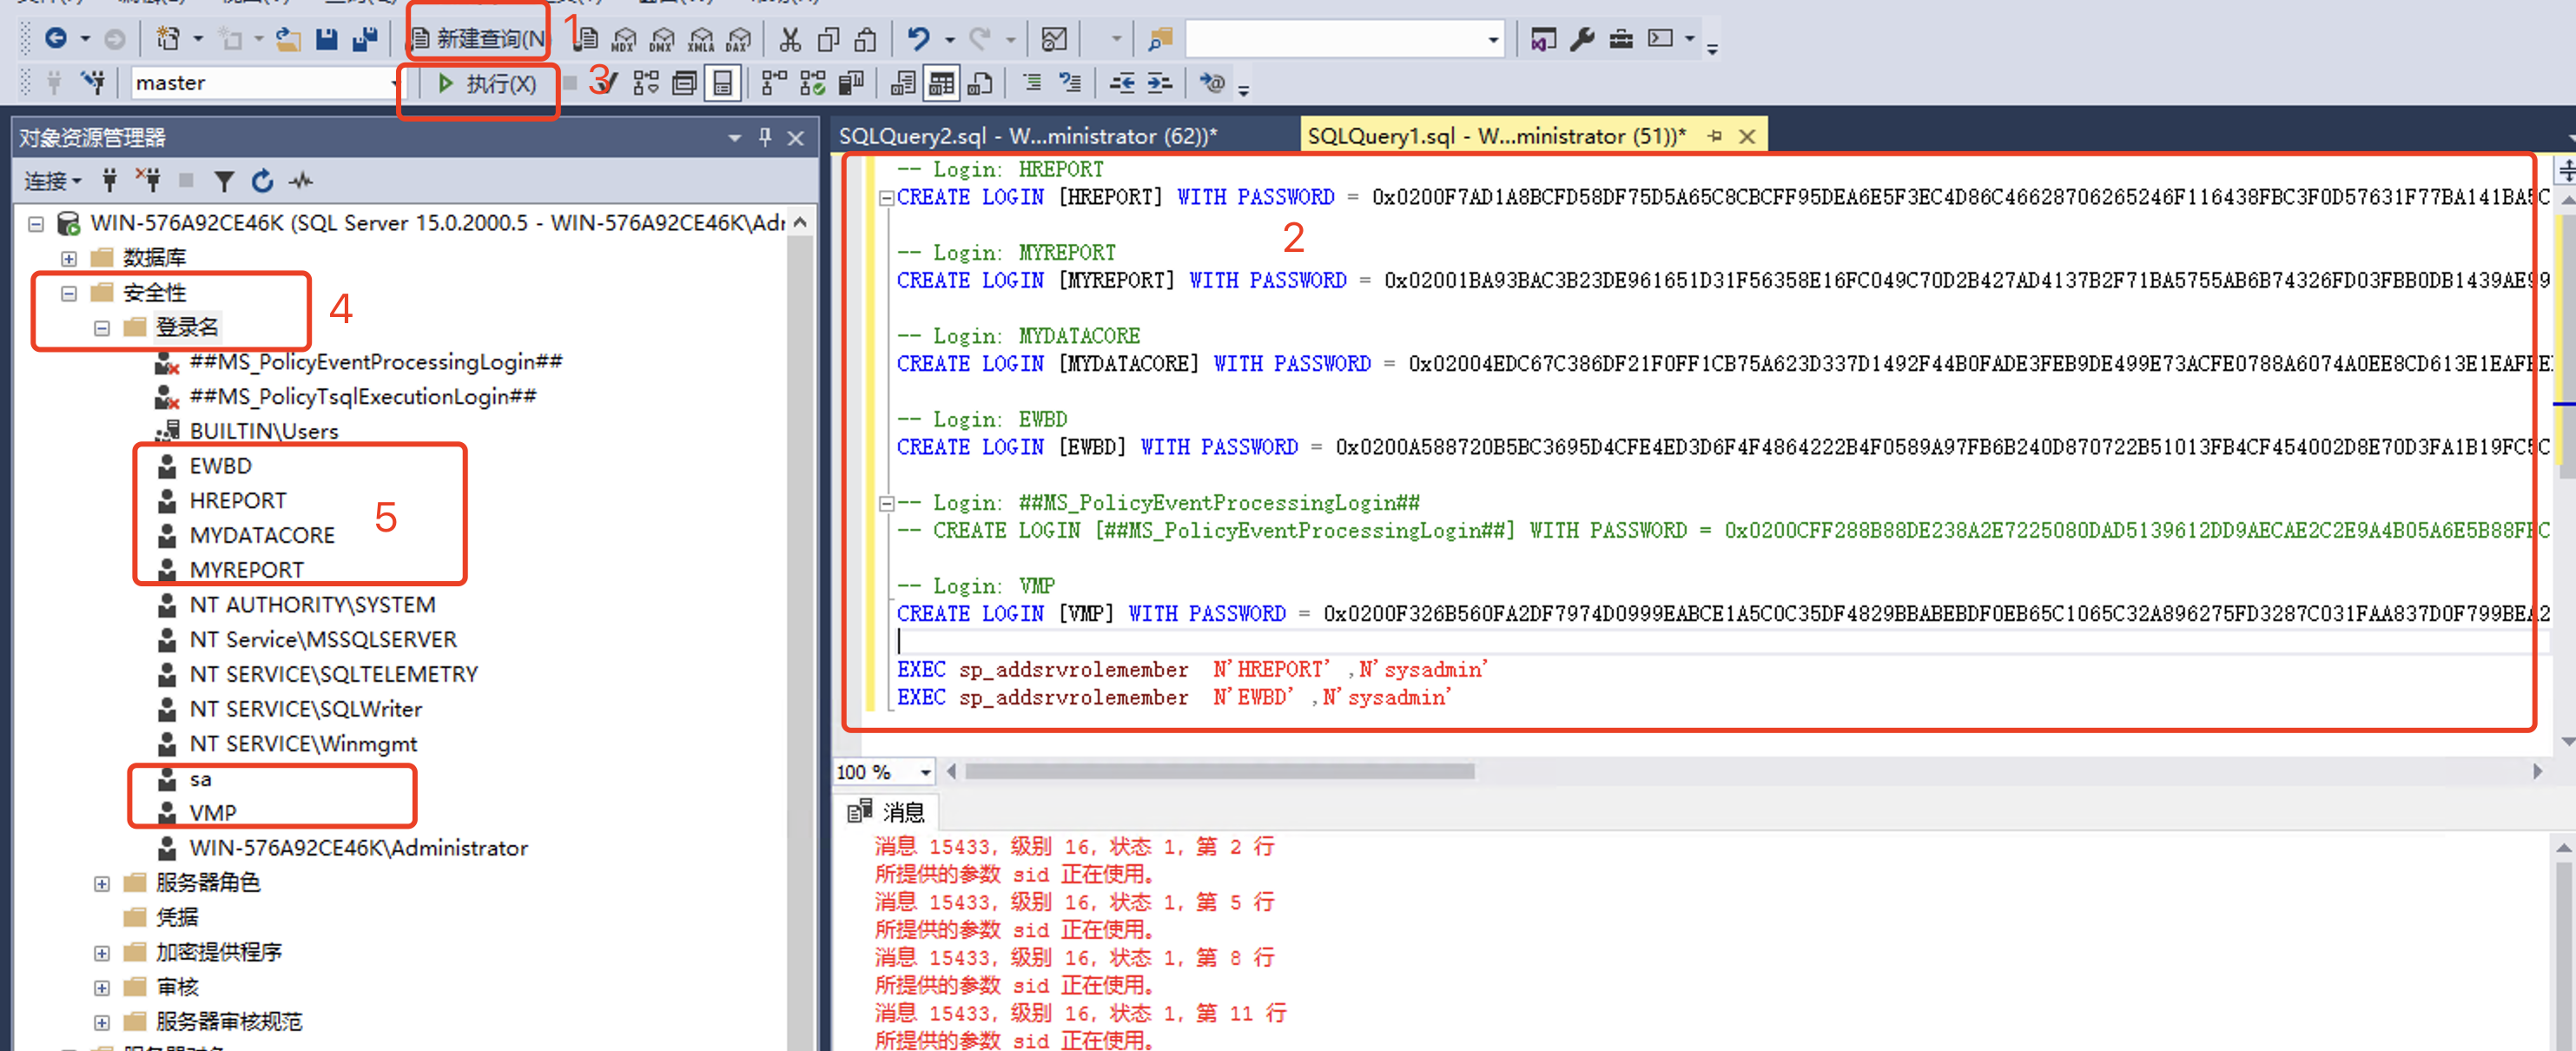 新建查询(N
1
MDX
DMX
XMLA
DAX
master
执行(X)
3
对象资源管理器
连接
WIN-576A92CE46K (SQL Server 15.0.2000.5 - WIN-576A92CE46K\Adr
数据库
安全性
4
登录名
##MS_PolicyEventProcessingLogin##
##MS_PolicyTsqlExecutionLogin##
BUILTIN\Users
EWBD
HREPORT
5
MYDATACORE
MYREPORT
NT AUTHORITY\SYSTEM
NT Service\MSSQLSERVER
NT SERVICE\SQLTELEMETRY
NT SERVICE\SQLWriter
NT SERVICE\Winmgmt
sa
VMP
WIN-576A92CE46K\Administrator
服务器角色
凭据
加密提供程序
审核
服务器审核规范
SQLQuery2.sql - W...ministrator (62))*
SQLQuery1.sql - W...ministrator (51))*
-- Login: HREPORT
CREATE LOGIN [HREPORT] WITH PASSWORD = 0x0200F7AD1A8BCFD58DF75D5A65C8CBCFF95DEA6E5F3EC4D86C46628706265246F116438FBC3F0D57631F77BA141BA5C
2
-- Login: MYREPORT
CREATE LOGIN [MYREPORT] WITH PASSWORD = 0x02001BA93BAC3B23DE961651D31F56358E16FC049C70D2B427AD4137B2F71BA5755AB6B74326FD03FBB0DB1439AE99
-- Login: MYDATACORE
CREATE LOGIN [MYDATACORE] WITH PASSWORD = 0x02004EDC67C386DF21F0FF1CB75A623D337D1492F44B0FADE3FEB9DE499E73ACFE0788A6074A0EE8CD613E1EAFBE
-- Login: EWBD
CREATE LOGIN [EWBD] WITH PASSWORD = 0x0200A588720B5BC3695D4CFE4ED3D6F4F4864222B4F0589A97FB6B240D870722B51013FB4CF454002D8E70D3FA1B19FC5C
-- Login: ##MS_PolicyEventProcessingLogin##
-- CREATE LOGIN [##MS_PolicyEventProcessingLogin##] WITH PASSWORD = 0x0200CFF288B88DE238A2E7225080DAD5139612DD9AECAE2C2E9A4B05A6E5B88FFC
-- Login: VMP
CREATE LOGIN [VMP] WITH PASSWORD = 0x0200F326B560FA2DF7974D0999EABCE1A5C0C35DF4829BBABEBDF0EB65C1065C32A896275FD3287C031FAA837D0F799BEA2
EXEC sp_addsrvrolemember N'HREPORT' ,N'sysadmin'
EXEC sp_addsrvrolemember N'EWBD' ,N'sysadmin'
100 %
消息
消息 15433，级别 16，状态 1，第 2 行
所提供的参数 sid 正在使用。
消息 15433，级别 16，状态 1，第 5 行
所提供的参数 sid 正在使用。
消息 15433，级别 16，状态 1，第 8 行
所提供的参数 sid 正在使用。
消息 15433，级别 16，状态 1，第 11 行
所提供的参数 sid 正在使用。